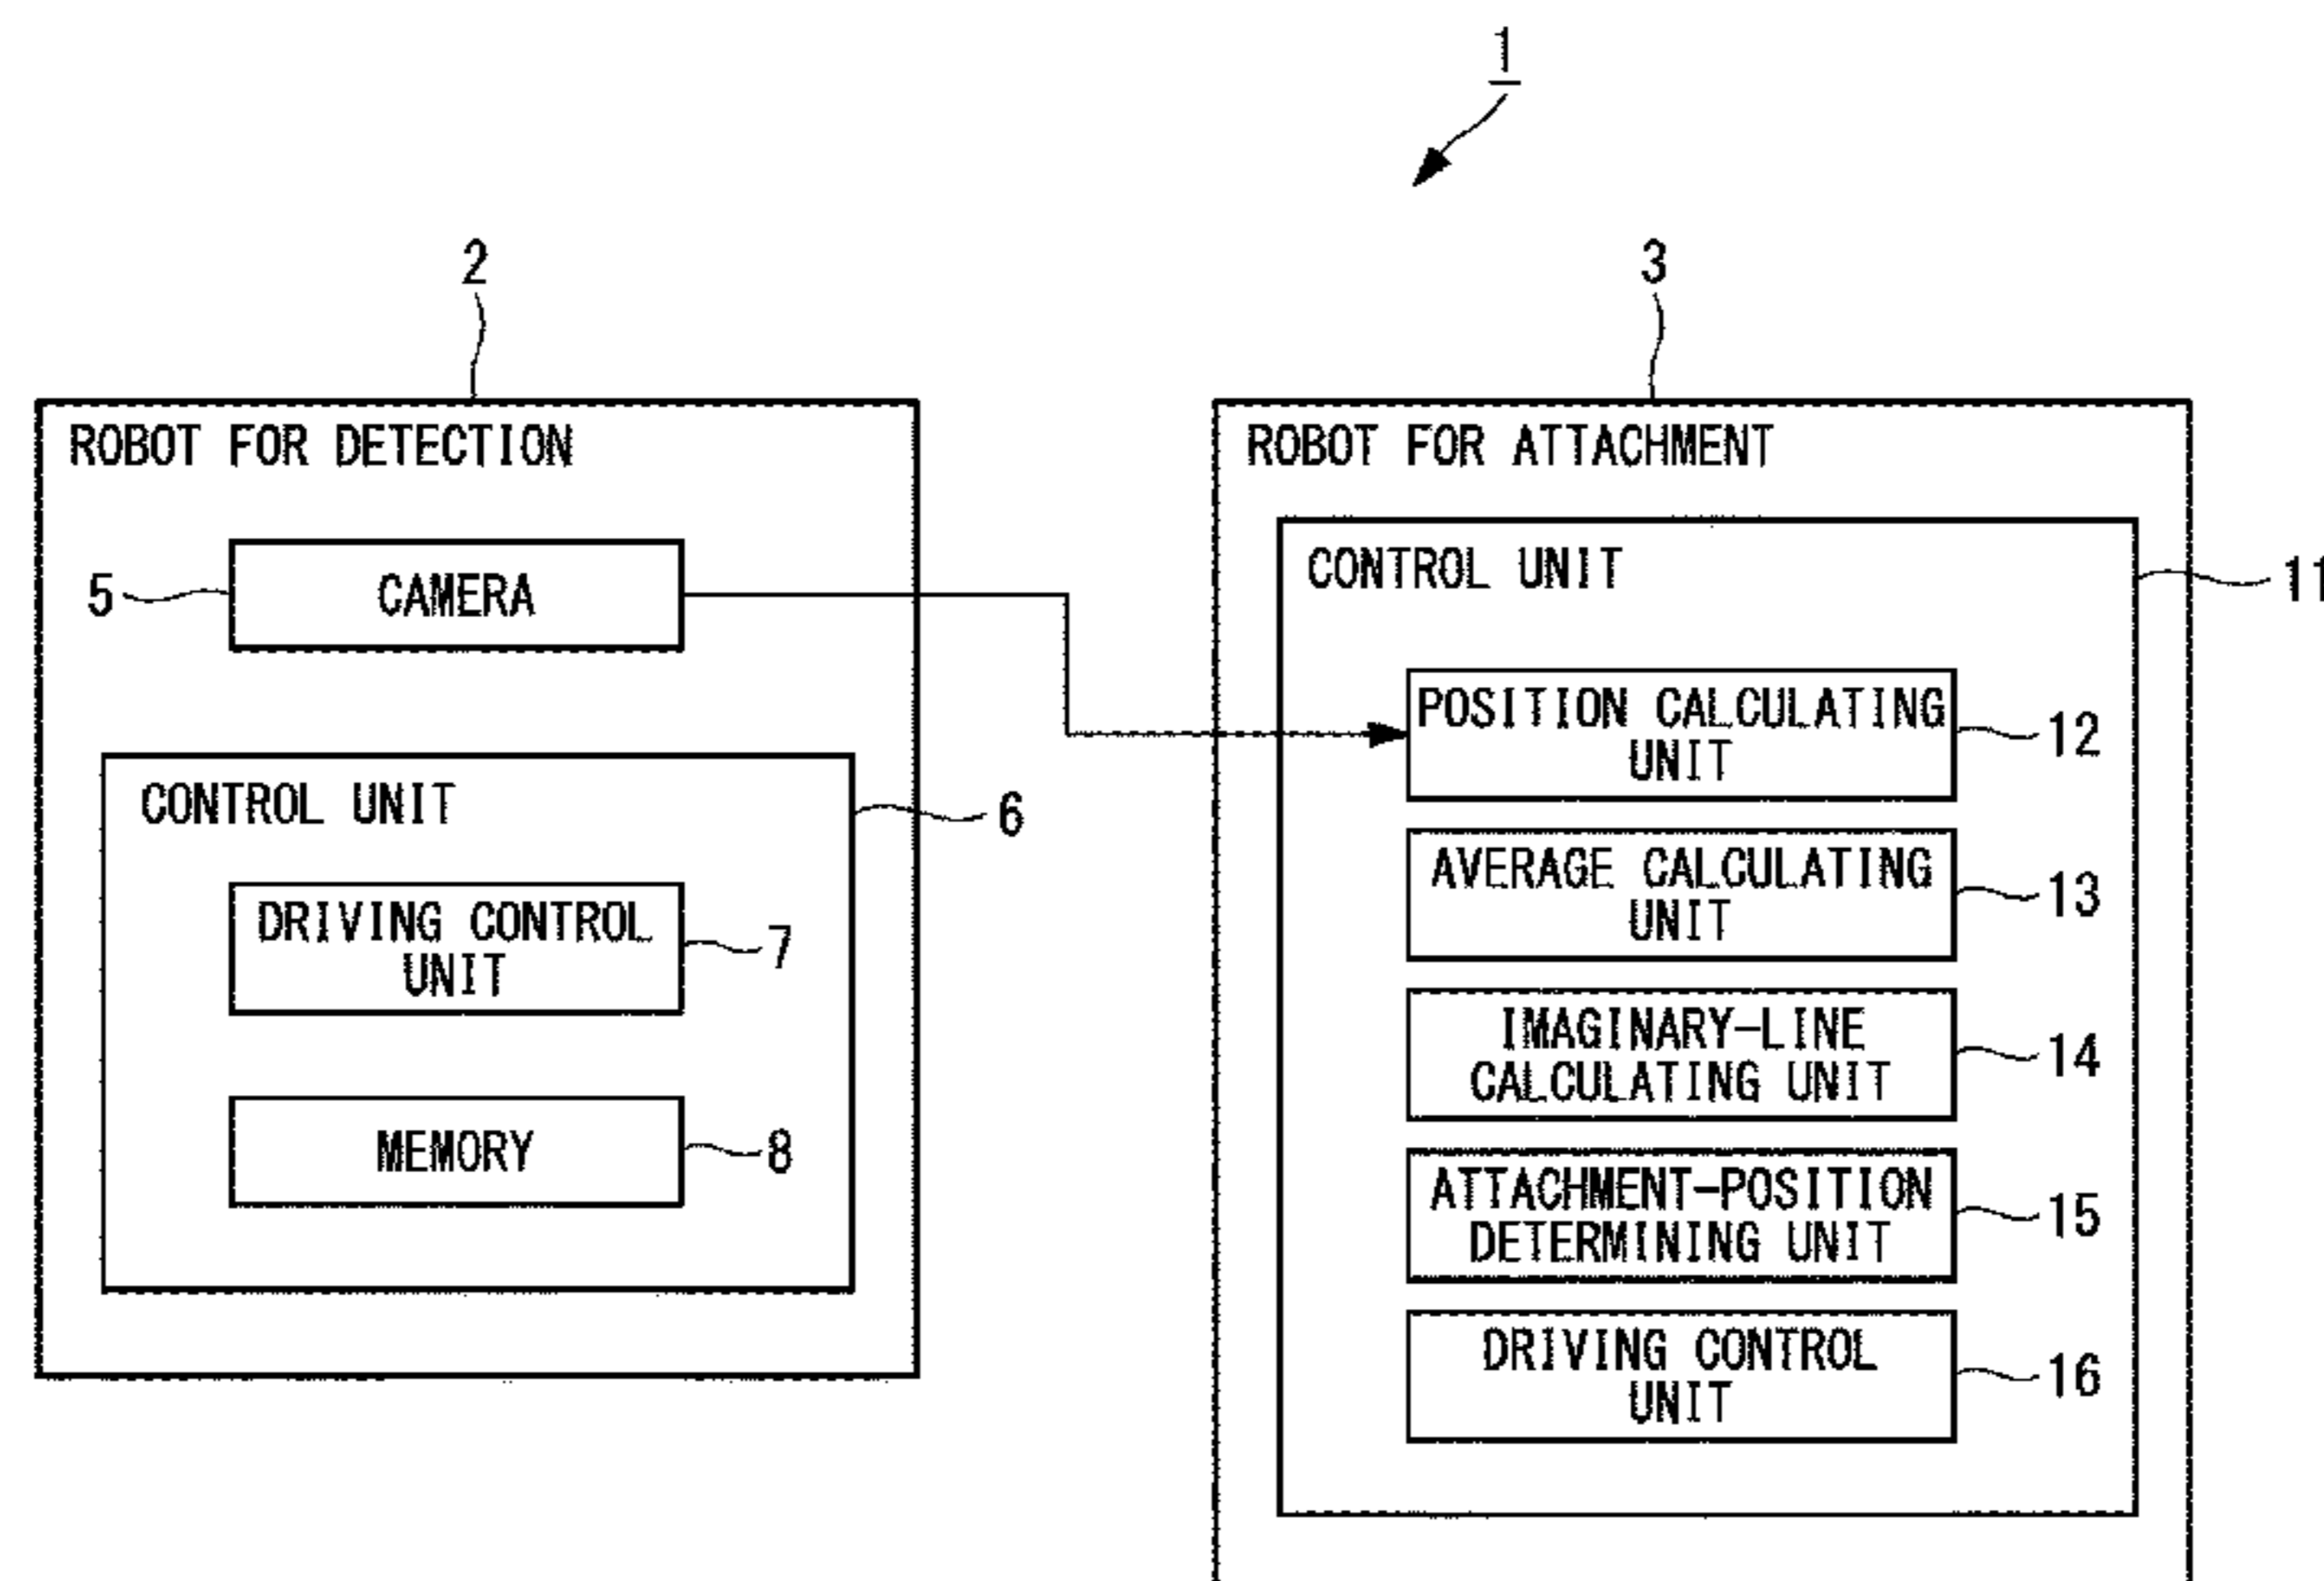 1
2
3
ROBOT FOR DETECTION
5
CAMERA
CONTROL UNIT
6
DRIVING CONTROL
UNIT
7
MEMORY
8
ROBOT FOR ATTACHMENT
CONTROL UNIT
11
POSITION CALCULATING
UNIT
12
AVERAGE CALCULATING
UNIT
13
IMAGINARY-LINE
CALCULATING UNIT
14
ATTACHMENT-POSITION
DETERMINING UNIT
15
DRIVING CONTROL
UNIT
16